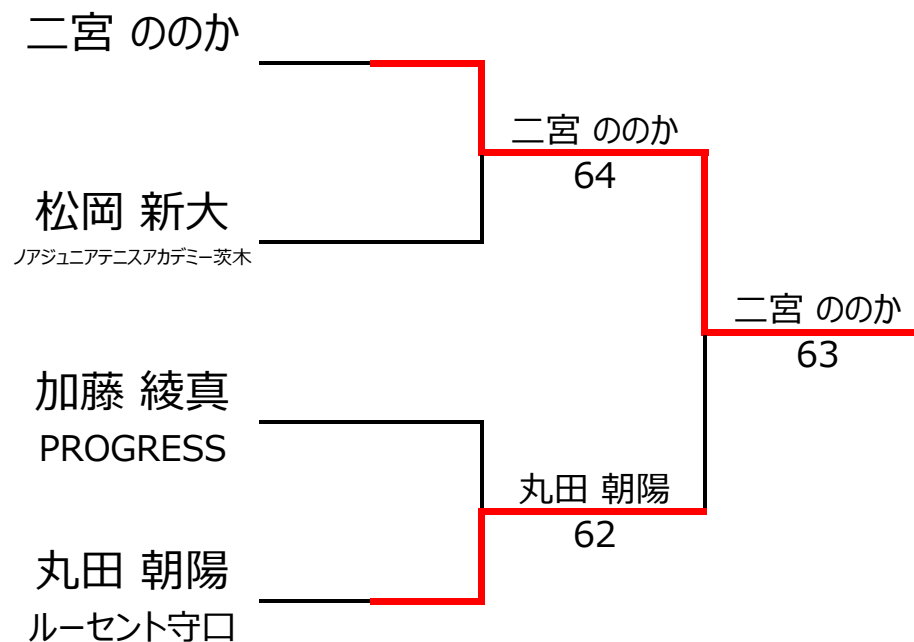 二宮 ののか
二宮 ののか
64
松岡 新大
ノアジュニアテニスアカデミー茨木
二宮 ののか
63
加藤 綾真
PROGRESS
丸田 朝陽
62
丸田 朝陽
ルーセント守口